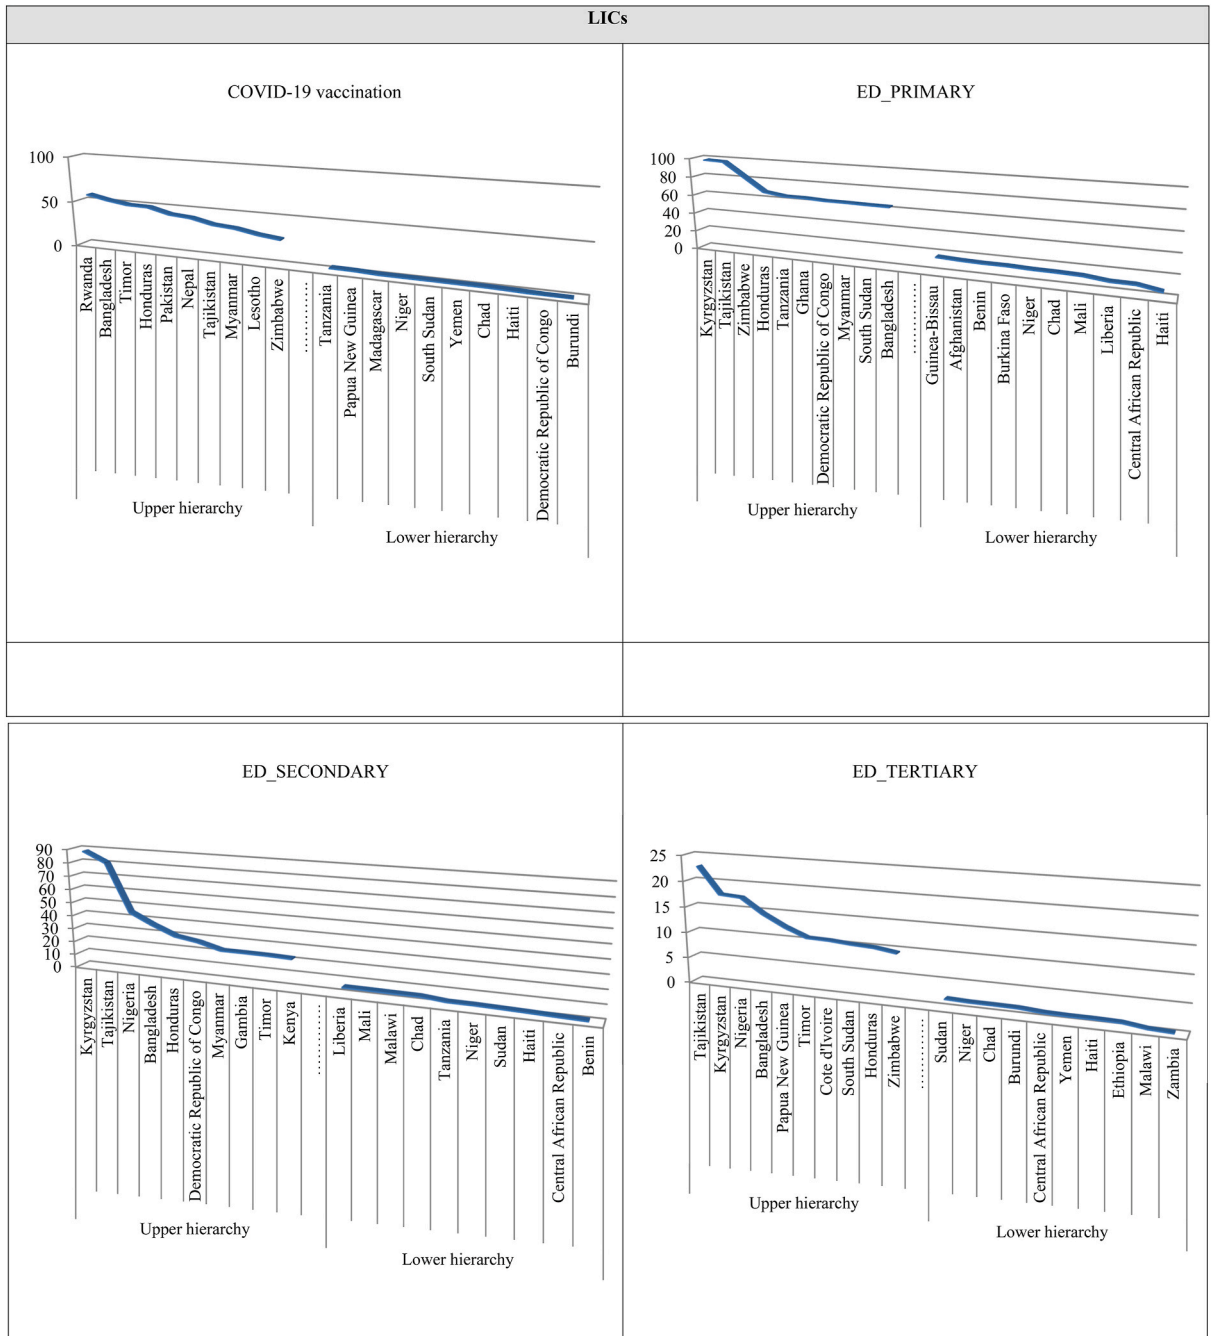 LICs
COVID-19 vaccination
100
50
0
Rwanda
Bangladesh
Timor
Honduras
Pakistan
Nepal
Tajikistan
Myanmar
Lesotho
Zimbabwe
............
Tanzania
Papua New Guinea
Madagascar
Niger
South Sudan
Yemen
Chad
Haiti
Democratic Republic of Congo
Burundi
Upper hierarchy
Lower hierarchy
ED_PRIMARY
100
80
60
40
20
0
Kyrgyzstan
Tajikistan
Zimbabwe
Honduras
Tanzania
Ghana
Democratic Republic of Congo
Myanmar
South Sudan
Bangladesh
............
Guinea-Bissau
Afghanistan
Benin
Burkina Faso
Niger
Chad
Mali
Liberia
Central African Republic
Haiti
Upper hierarchy
Lower hierarchy
ED_SECONDARY
90
80
70
60
50
40
30
20
10
0
Kyrgyzstan
Tajikistan
Nigeria
Bangladesh
Honduras
Democratic Republic of Congo
Myanmar
Gambia
Timor
Kenya
............
Liberia
Mali
Malawi
Chad
Tanzania
Niger
Sudan
Haiti
Central African Republic
Benin
Upper hierarchy
Lower hierarchy
ED_TERTIARY
25
20
15
10
5
0
Tajikistan
Kyrgyzstan
Nigeria
Bangladesh
Papua New Guinea
Timor
Cote d'Ivoire
South Sudan
Honduras
Zimbabwe
............
Sudan
Niger
Chad
Burundi
Central African Republic
Yemen
Haiti
Ethiopia
Malawi
Zambia
Upper hierarchy
Lower hierarchy